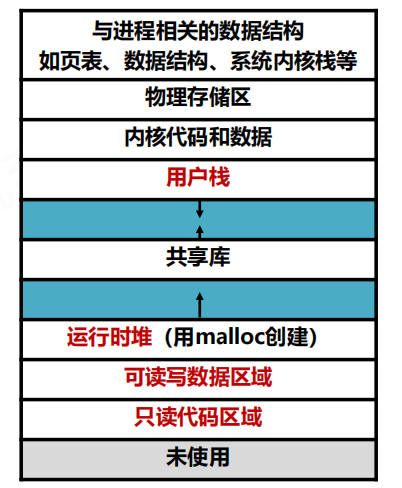 与进程相关的数据结构
如页表、数据结构、系统内核栈等
物理存储区
内核代码和数据
用户栈
共享库
运行时堆（用malloc创建）
可读写数据区域
只读代码区域
未使用